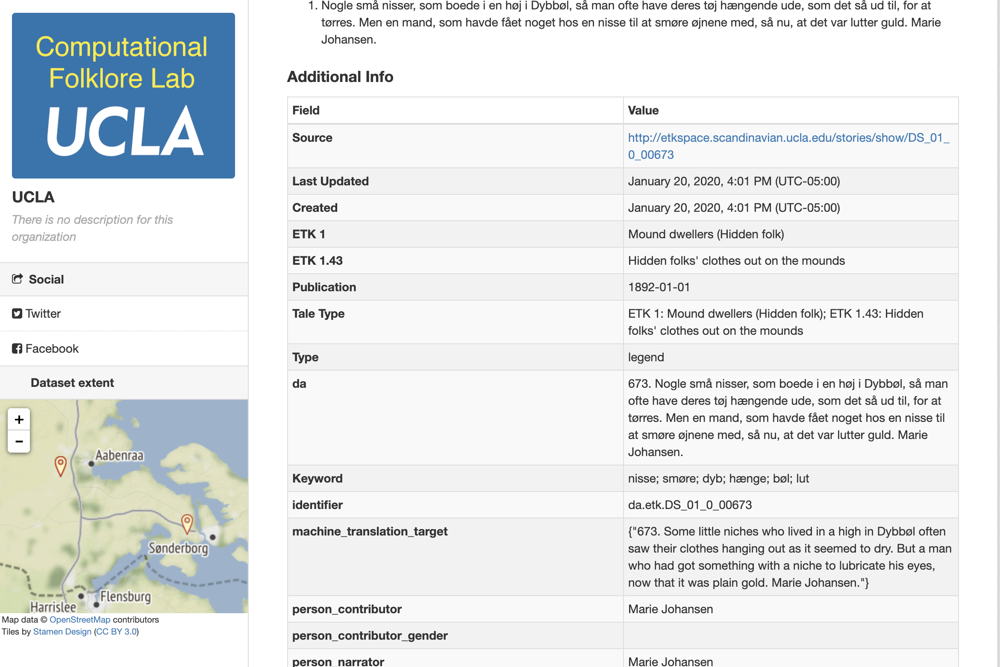 Computational
Folklore Lab
UCLA
UCLA
There is no description for this
organization
Social
Twitter
Facebook
Dataset extent
+
−
Aabenraa
Sønderborg
Flensburg
Harrislee
Map data © OpenStreetMap contributors
Tiles by Stamen Design (CC BY 3.0)
1. Nogle små nisser, som boede i en høj i Dybbøl, så man ofte have deres tøj hængende ude, som det så ud til, for at
tørres. Men en mand, som havde fået noget hos en nisse til at smøre øjnene med, så nu, at det var lutter guld. Marie
Johansen.
Additional Info
Field Value
Source http://etkspace.scandinavian.ucla.edu/stories/show/DS_01_
0_00673
Last Updated January 20, 2020, 4:01 PM (UTC-05:00)
Created January 20, 2020, 4:01 PM (UTC-05:00)
ETK 1 Mound dwellers (Hidden folk)
ETK 1.43 Hidden folks' clothes out on the mounds
Publication 1892-01-01
Tale Type ETK 1: Mound dwellers (Hidden folk); ETK 1.43: Hidden
folks' clothes out on the mounds
Type legend
da 673. Nogle små nisser, som boede i en høj i Dybbøl, så man
ofte have deres tøj hængende ude, som det så ud til, for at
tørres. Men en mand, som havde fået noget hos en nisse til
at smøre øjnene med, så nu, at det var lutter guld. Marie
Johansen.
Keyword nisse; smøre; dyb; hænge; bøl; lut
identifier da.etk.DS_01_0_00673
machine_translation_target {"673. Some little niches who lived in a high in Dybbøl often
saw their clothes hanging out as it seemed to dry. But a man
who had got something with a niche to lubricate his eyes,
now that it was plain gold. Marie Johansen."}
person_contributor Marie Johansen
person_contributor_gender
person_narrator Marie Johansen